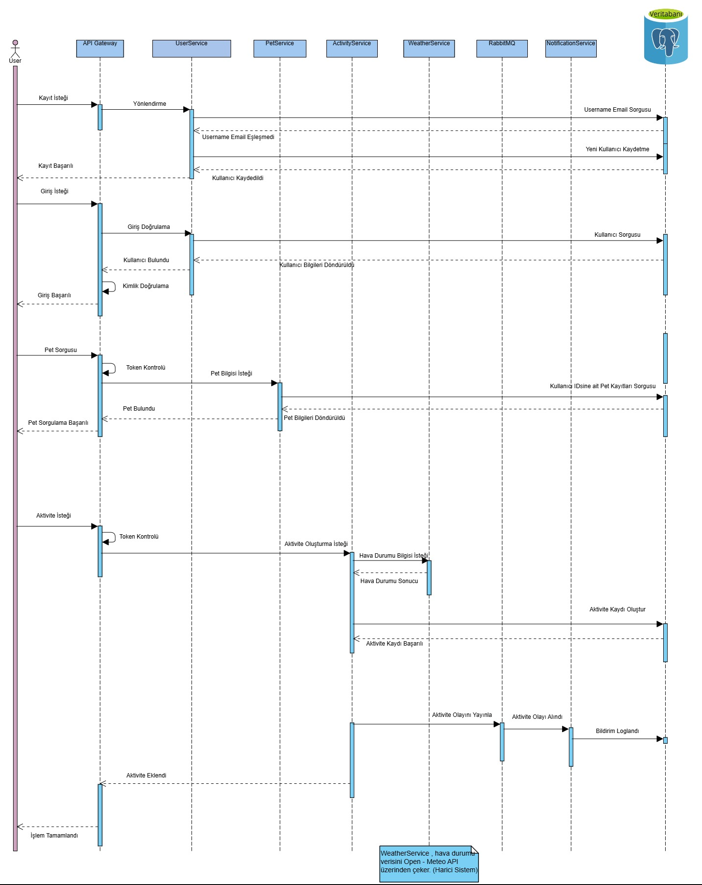 Veritabanı
User
API Gateway
UserService
PetService
ActivityService
WeatherService
RabbitMQ
NotificationService
Kayıt İsteği
Yönlendirme
Username Email Sorgusu
Username Email Eşleşmedi
Yeni Kullanıcı Kaydetme
Kayıt Başarılı
Kullanıcı Kaydedildi
Giriş İsteği
Giriş Doğrulama
Kullanıcı Sorgusu
Kullanıcı Bulundu
Kullanıcı Bilgileri Döndürüldü
Kimlik Doğrulama
Giriş Başarılı
Pet Sorgusu
Token Kontrolü
Pet Bilgisi İsteği
Kullanıcı IDsine ait Pet Kayıtları Sorgusu
Pet Bulundu
Pet Bilgileri Döndürüldü
Pet Sorgulama Başarılı
Aktivite İsteği
Token Kontrolü
Aktivite Oluşturma İsteği
Hava Durumu Bilgisi İsteği
Hava Durumu Sonucu
Aktivite Kaydı Oluştur
Aktivite Kaydı Başarılı
Aktivite Olayını Yayınla
Aktivite Olayı Alındı
Bildirim Loglandı
Aktivite Eklendi
İşlem Tamamlandı
WeatherService , hava durumu
verisini Open - Meteo API
üzerinden çeker. (Harici Sistem)